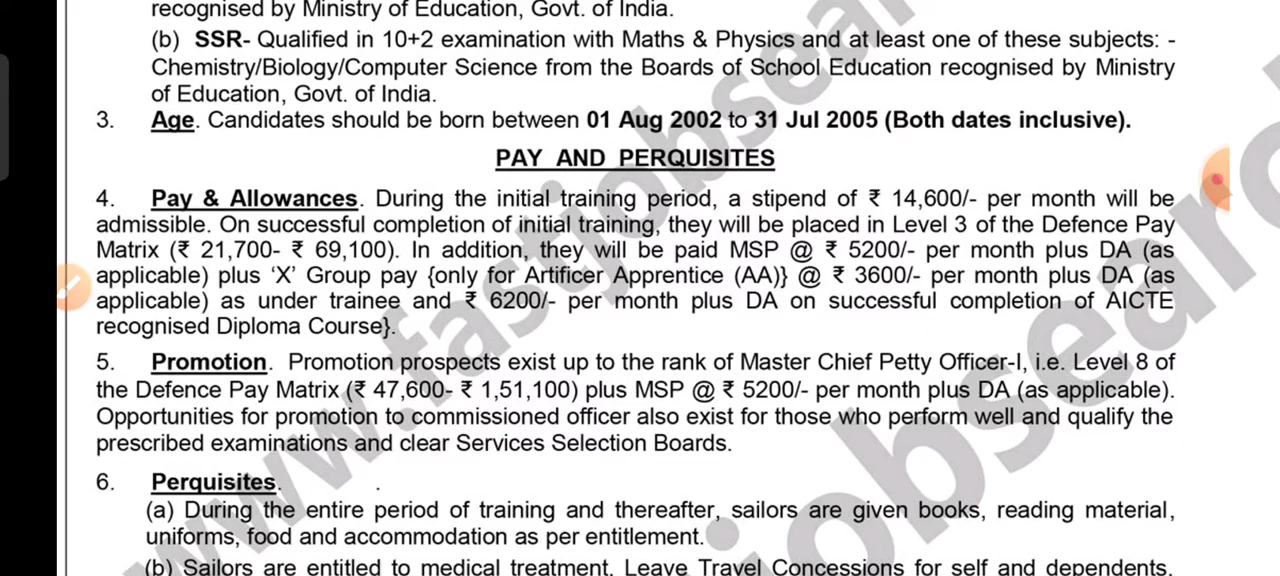 recognised by Ministry of Education, Govt. of India.
(b) SSR- Qualified in 10+2 examination with Maths & Physics and at least one of these subjects: -
Chemistry/Biology/Computer Science from the Boards of School Education recognised by Ministry
of Education, Govt. of India.
3. Age. Candidates should be born between 01 Aug 2002 to 31 Jul 2005 (Both dates inclusive).
PAY AND PERQUISITES
4. Pay & Allowances. During the initial training period, a stipend of ₹ 14,600/- per month will be
admissible. On successful completion of initial training, they will be placed in Level 3 of the Defence Pay
Matrix (₹ 21,700- ₹ 69,100). In addition, they will be paid MSP @ ₹ 5200/- per month plus DA (as
applicable) plus ‘X’ Group pay {only for Artificer Apprentice (AA)} @ ₹ 3600/- per month plus DA (as
applicable) as under trainee and ₹ 6200/- per month plus DA on successful completion of AICTE
recognised Diploma Course}.
5. Promotion. Promotion prospects exist up to the rank of Master Chief Petty Officer-I, i.e. Level 8 of
the Defence Pay Matrix (₹ 47,600- ₹ 1,51,100) plus MSP @ ₹ 5200/- per month plus DA (as applicable).
Opportunities for promotion to commissioned officer also exist for those who perform well and qualify the
prescribed examinations and clear Services Selection Boards.
6. Perquisites.
(a) During the entire period of training and thereafter, sailors are given books, reading material,
uniforms, food and accommodation as per entitlement.
(b) Sailors are entitled to medical treatment, Leave Travel Concessions for self and dependents,
www.fastjobsearc
jobsearc